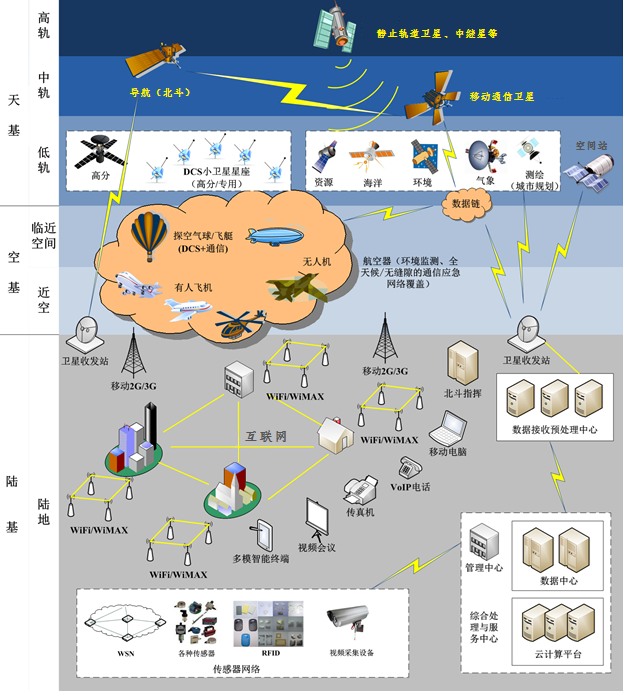 高轨
静止轨道卫星、中继星等
天基
中轨
导航（北斗）
移动通信卫星
低轨
高分
DCS小卫星星座
（高分/专用）
资源
海洋
环境
气象
测绘
（城市规划）
空间站
数据链
空基
临近
空间
探空气球/飞艇
(DCS+通信)
无人机
有人飞机
航空器（环境监测、全
天候/无缝隙的通信应急
网络覆盖）
近空
卫星收发站
移动2G/3G
WiFi/WiMAX
移动2G/3G
北斗指挥
卫星收发站
数据接收预处理中心
互联网
WiFi/WiMAX
移动电脑
VoIP电话
陆基
陆地
传真机
WiFi/WiMAX
WiFi/WiMAX
多模智能终端
视频会议
管理中心
数据中心
综合处
理与服
务中心
云计算平台
WSN
各种传感器
RFID
视频采集设备
传感器网络